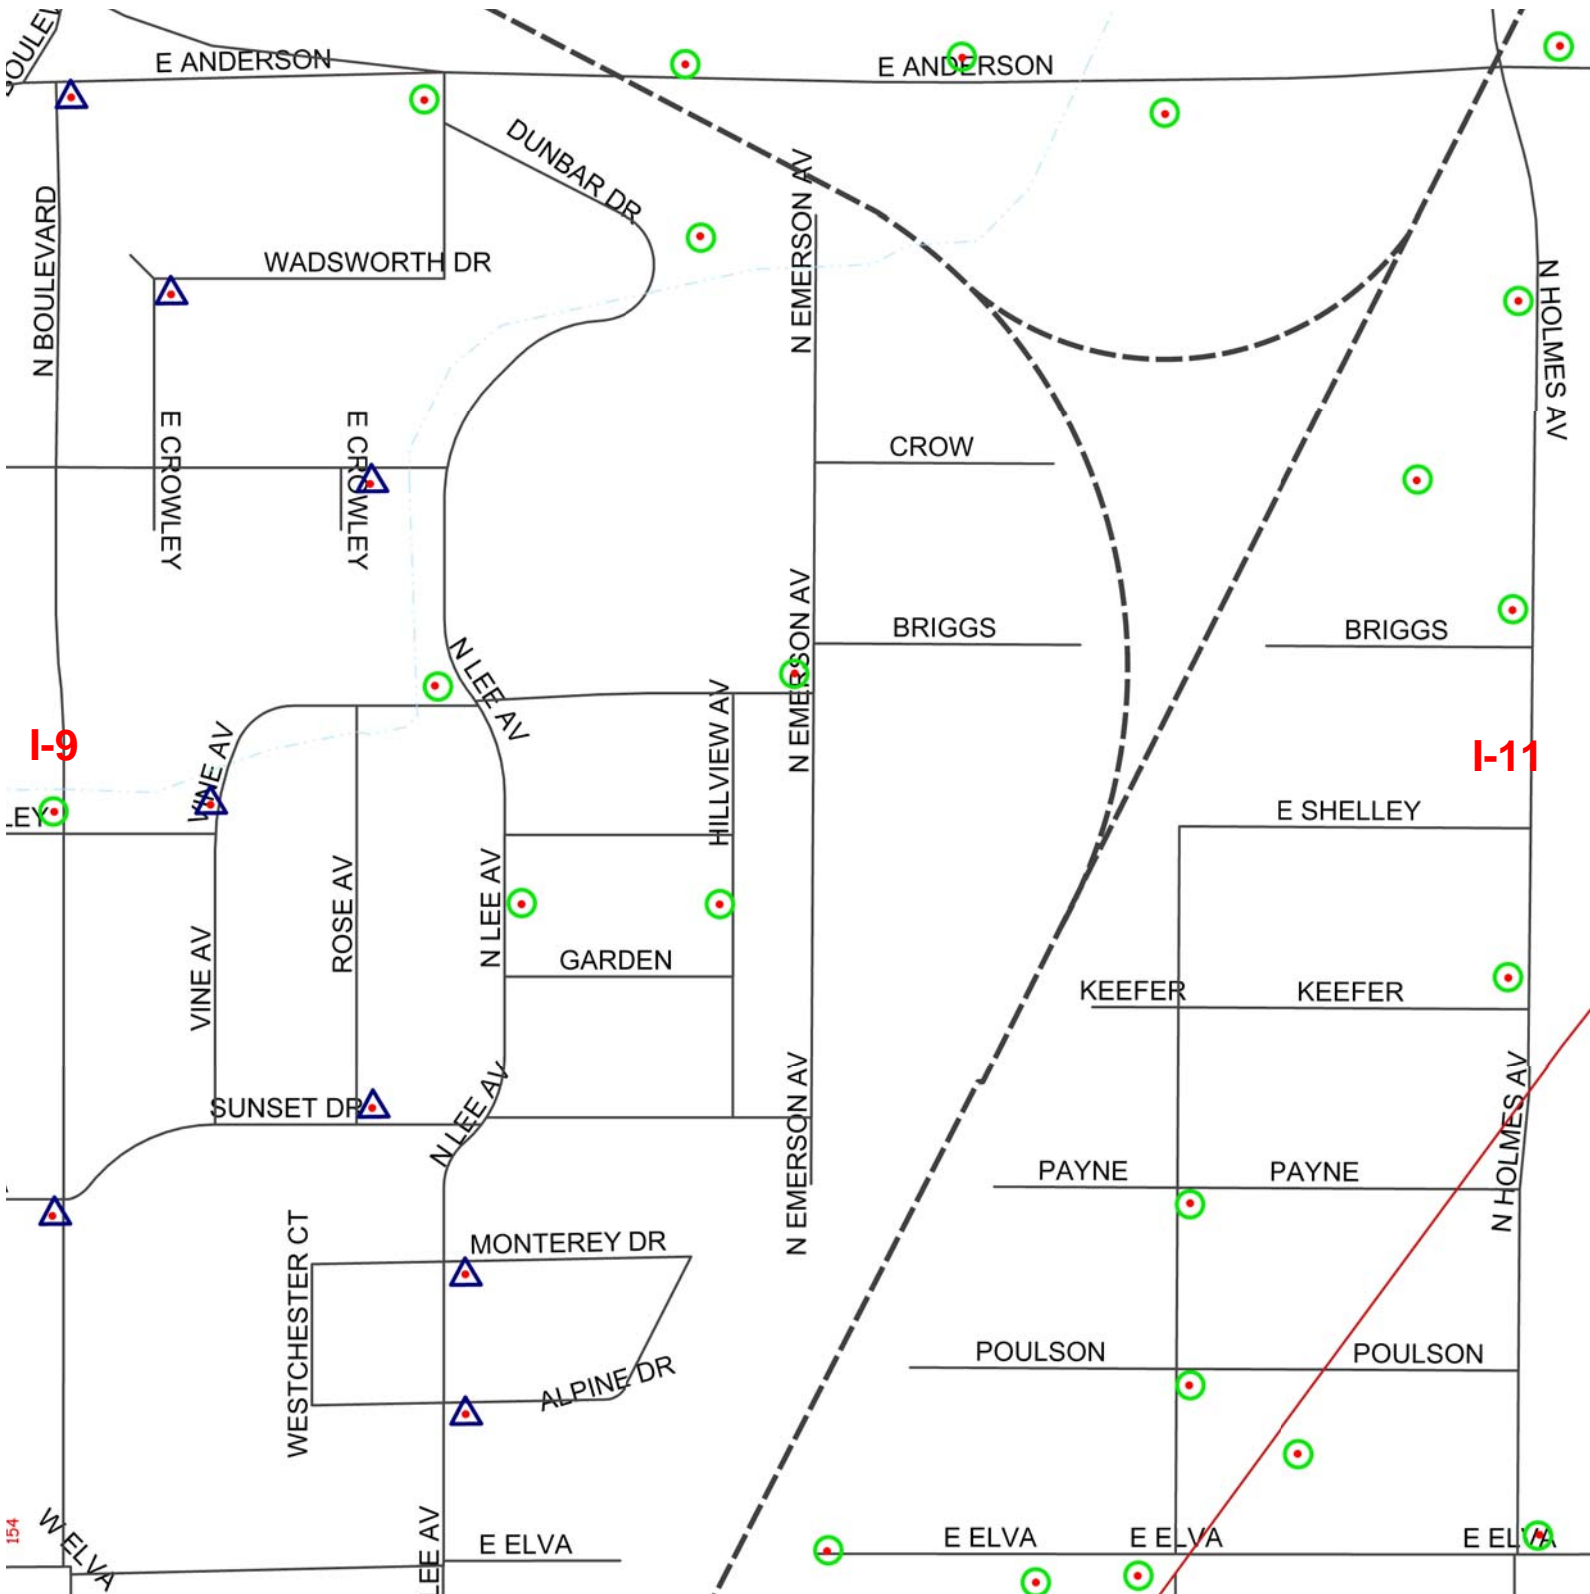 E ANDERSON
E ANDERSON
DUNBAR DR
N BOULEVARD
N EMERSON AV
WADSWORTH DR
N HOLMES AV
E CROWLEY
E CROWLEY
CROW
N EMERSON AV
BRIGGS
BRIGGS
N LEE AV
HILLVIEW AV
I-9
VINE AV
I-11
E SHELLEY
ROSE AV
N LEE AV
VINE AV
GARDEN
KEEFER
KEEFER
N EMERSON AV
N LEE AV
N HOLMES AV
SUNSET DR
PAYNE
PAYNE
WESTCHESTER CT
MONTEREY DR
POULSON
POULSON
ALPINE DR
154
W ELVA
LEE AV
E ELVA
E ELVA
E ELVA
E ELVA